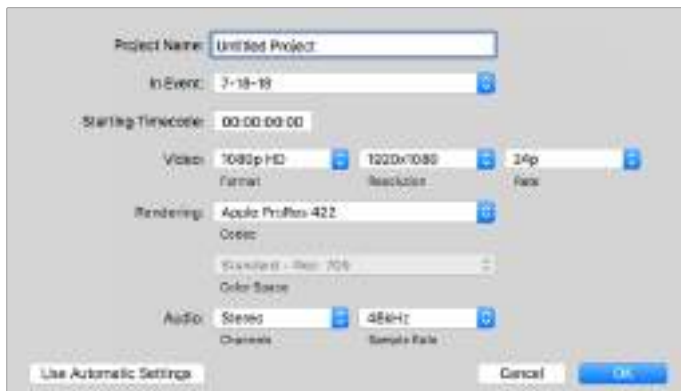 Project Name: Untitled Project
In Event: 7-18-18
Starting Timecode: 00:00:00:00
Video: 1080p HD 1920x1080 24p
Format Resolution Rate
Rendering: Apple ProRes 422
Codec
Standard - Rec. 709
Color Space
Audio: Stereo 48kHz
Channels Sample Rate
Use Automatic Settings Cancel OK